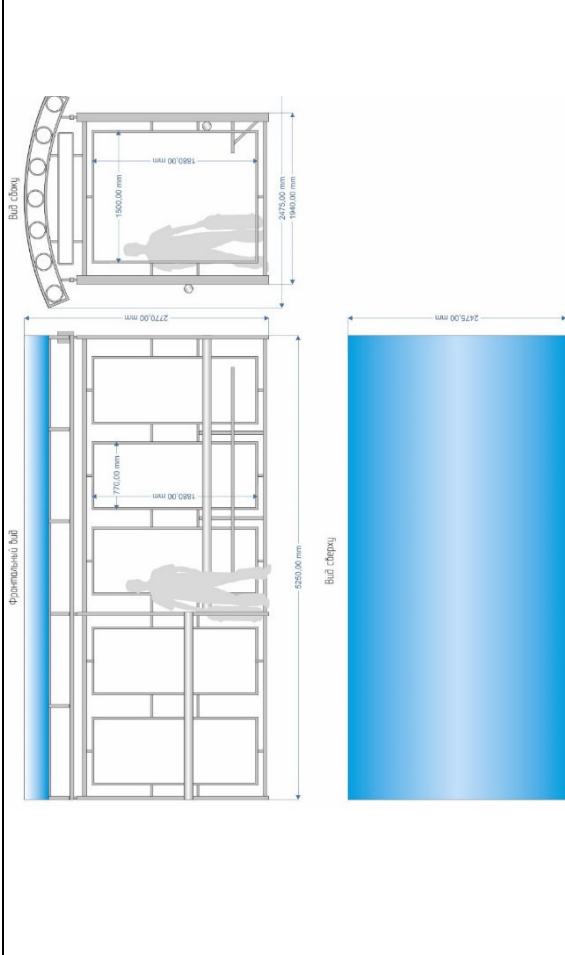 Вид сбоку
1500,00 mm
1880,00 mm
2475,00 mm
1940,00 mm
Фронтальный вид
2770,00 mm
770,00 mm
1880,00 mm
5250,00 mm
Вид сверху
2475,00 mm